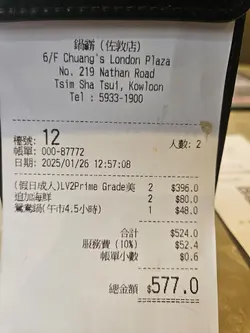 鍋霸（佐敦店）
6/F Chuang's London Plaza
No. 219 Nathan Road
Tsim Sha Tsui, Kowloon
Tel : 5933-1900
檯號: 12 人數: 2
帳單: 000-B7772
日期: 2025/01/26 12:57:08
(假日成人)LV2Prime Grade美 2 $396.0
追加海鮮 2 $80.0
鴛鴦鍋(午市4.5小時) 1 $48.0
合計 $524.0
服務費 (10%) $52.4
帳單小數 $0.6
總金額 $577.0